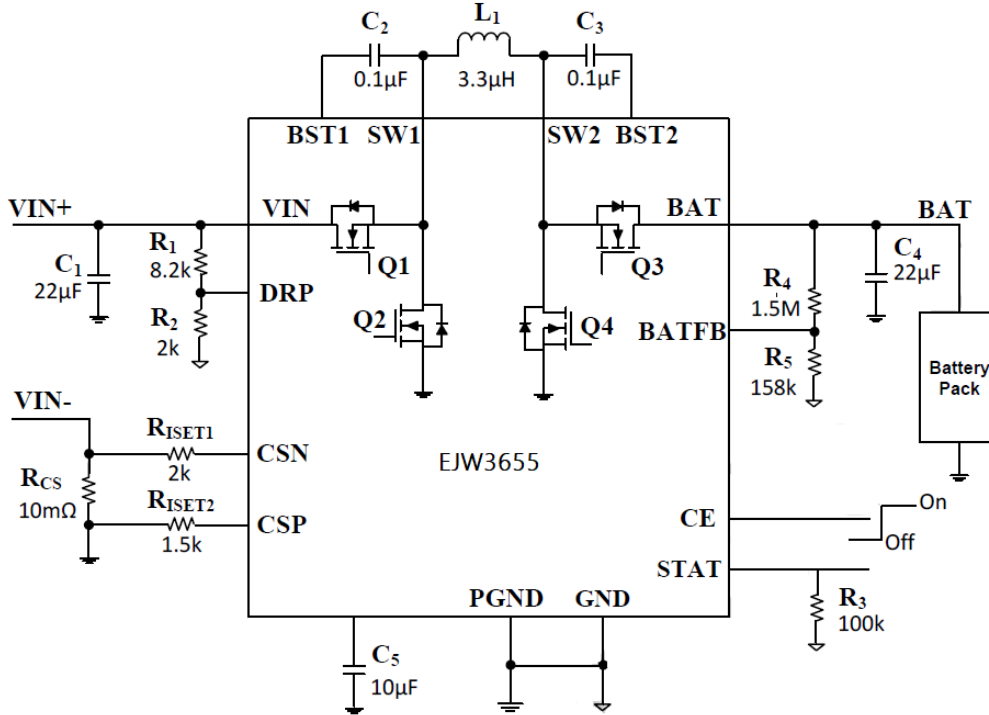 L1
C2
C3
0.1µF
3.3µH
0.1µF
BST1
SW1
SW2
BST2
VIN+
VIN
BAT
BAT
C1
22µF
R1
8.2k
DRP
R2
2k
Q1
Q2
Q3
Q4
BATFB
R4
1.5M
C4
22µF
R5
158k
Battery
Pack
VIN-
RISET1
2k
CSN
RCS
10mΩ
RISET2
1.5k
CSP
EJW3655
CE
On
Off
STAT
R3
100k
PGND
GND
C5
10µF